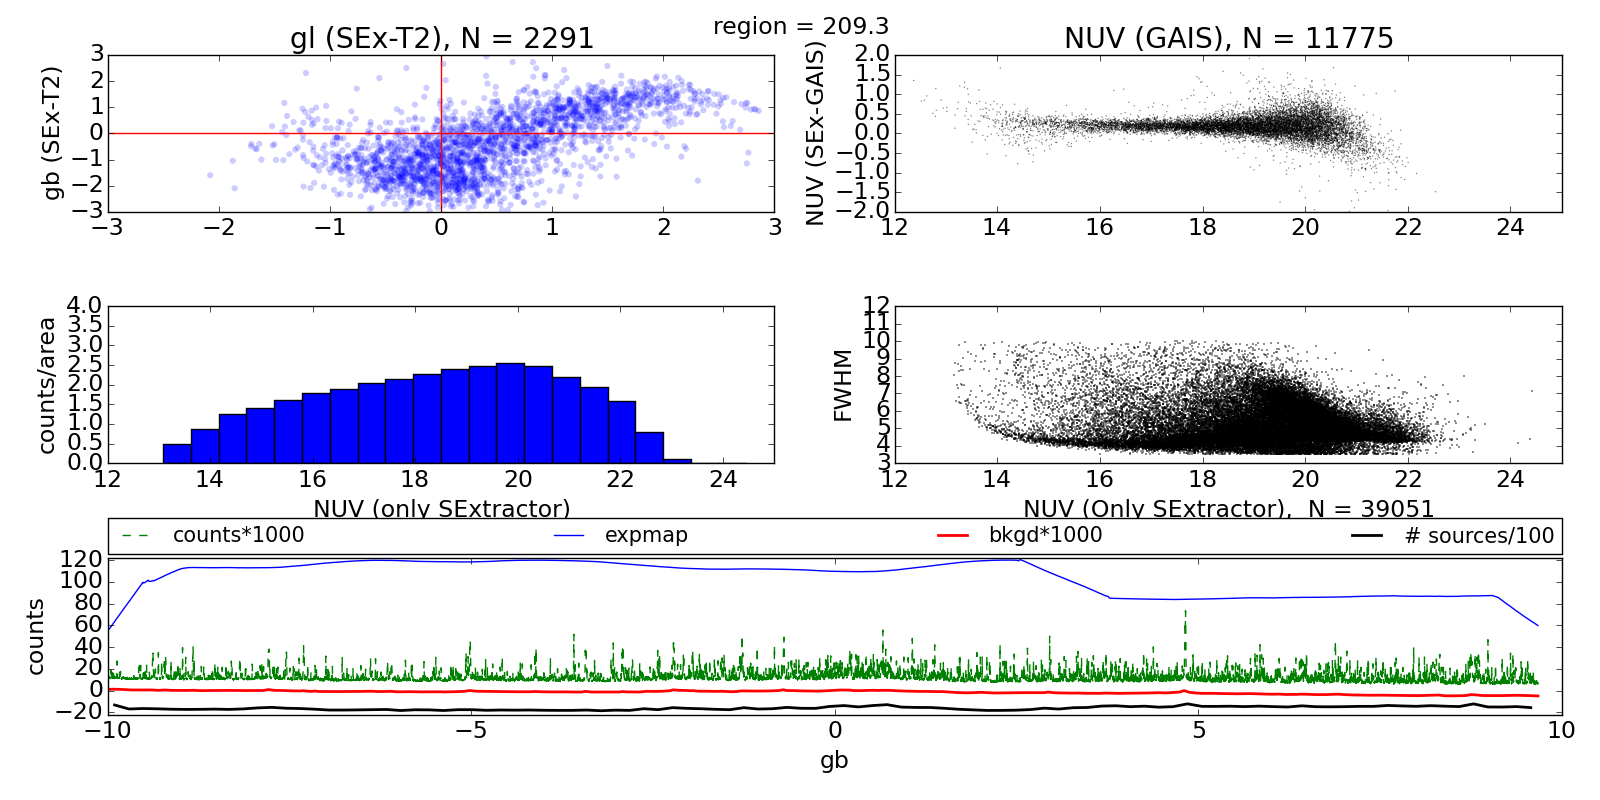 region = 209.3
gl (SEx-T2), N = 2291
NUV (GAIS), N = 11775
gb (SEx-T2)
3
2
1
0
−1
−2
−3
−3 −2 −1 0 1 2 3
NUV (SEx-GAIS)
2.0
1.5
1.0
0.5
0.0
−0.5
−1.0
−1.5
−2.0
12 14 16 18 20 22 24
counts/area
4.0
3.5
3.0
2.5
2.0
1.5
1.0
0.5
0.0
12 14 16 18 20 22 24
NUV (only SExtractor)
FWHM
12
11
10
9
8
7
6
5
4
3
12 14 16 18 20 22 24
NUV (Only SExtractor), N = 39051
counts*1000 expmap bkgd*1000 # sources/100
counts
120
100
80
60
40
20
0
−20
−10 −5 0 5 10
gb